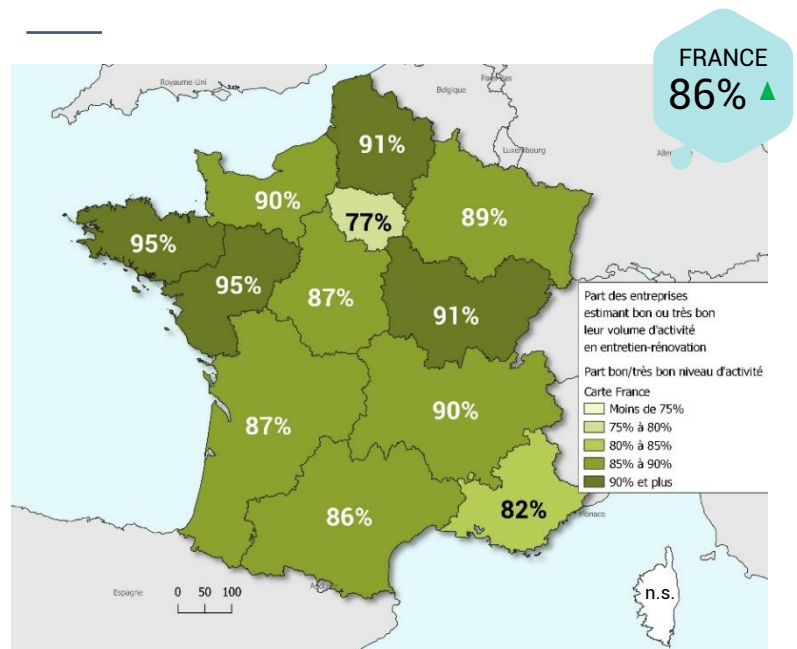 FRANCE
86%
Royaume-Uni
Belgique
Pays-Bas
Luxembourg
91%
90%
77%
89%
95%
95%
87%
91%
87%
90%
86%
82%
Monaco
Espagne
0 50 100
n.s.
Part des entreprises
estimant bon ou très bon
leur volume d'activité
en entretien-rénovation
Part bon/très bon niveau d'activité
Carte France
Moins de 75%
75% à 80%
80% à 85%
85% à 90%
90% et plus